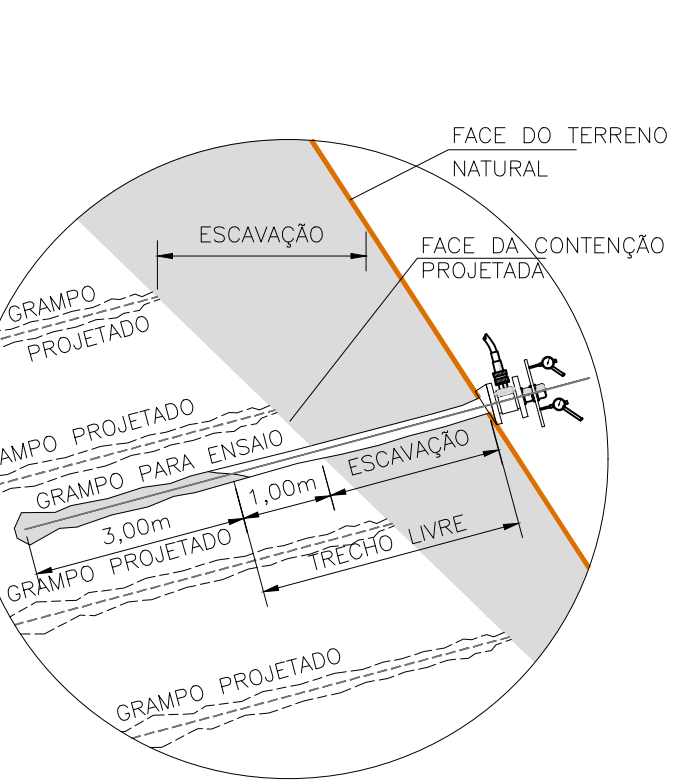 FACE DO TERRENO
NATURAL
ESCAVAÇÃO
FACE DA CONTENÇÃO
PROJETADA
GRAMPO
PROJETADO
AMPO PROJETADO
GRAMPO PARA ENSAIO
ESCAVAÇÃO
1,00m
3,00m
TRECHO LIVRE
GRAMPO PROJETADO
GRAMPO PROJETADO